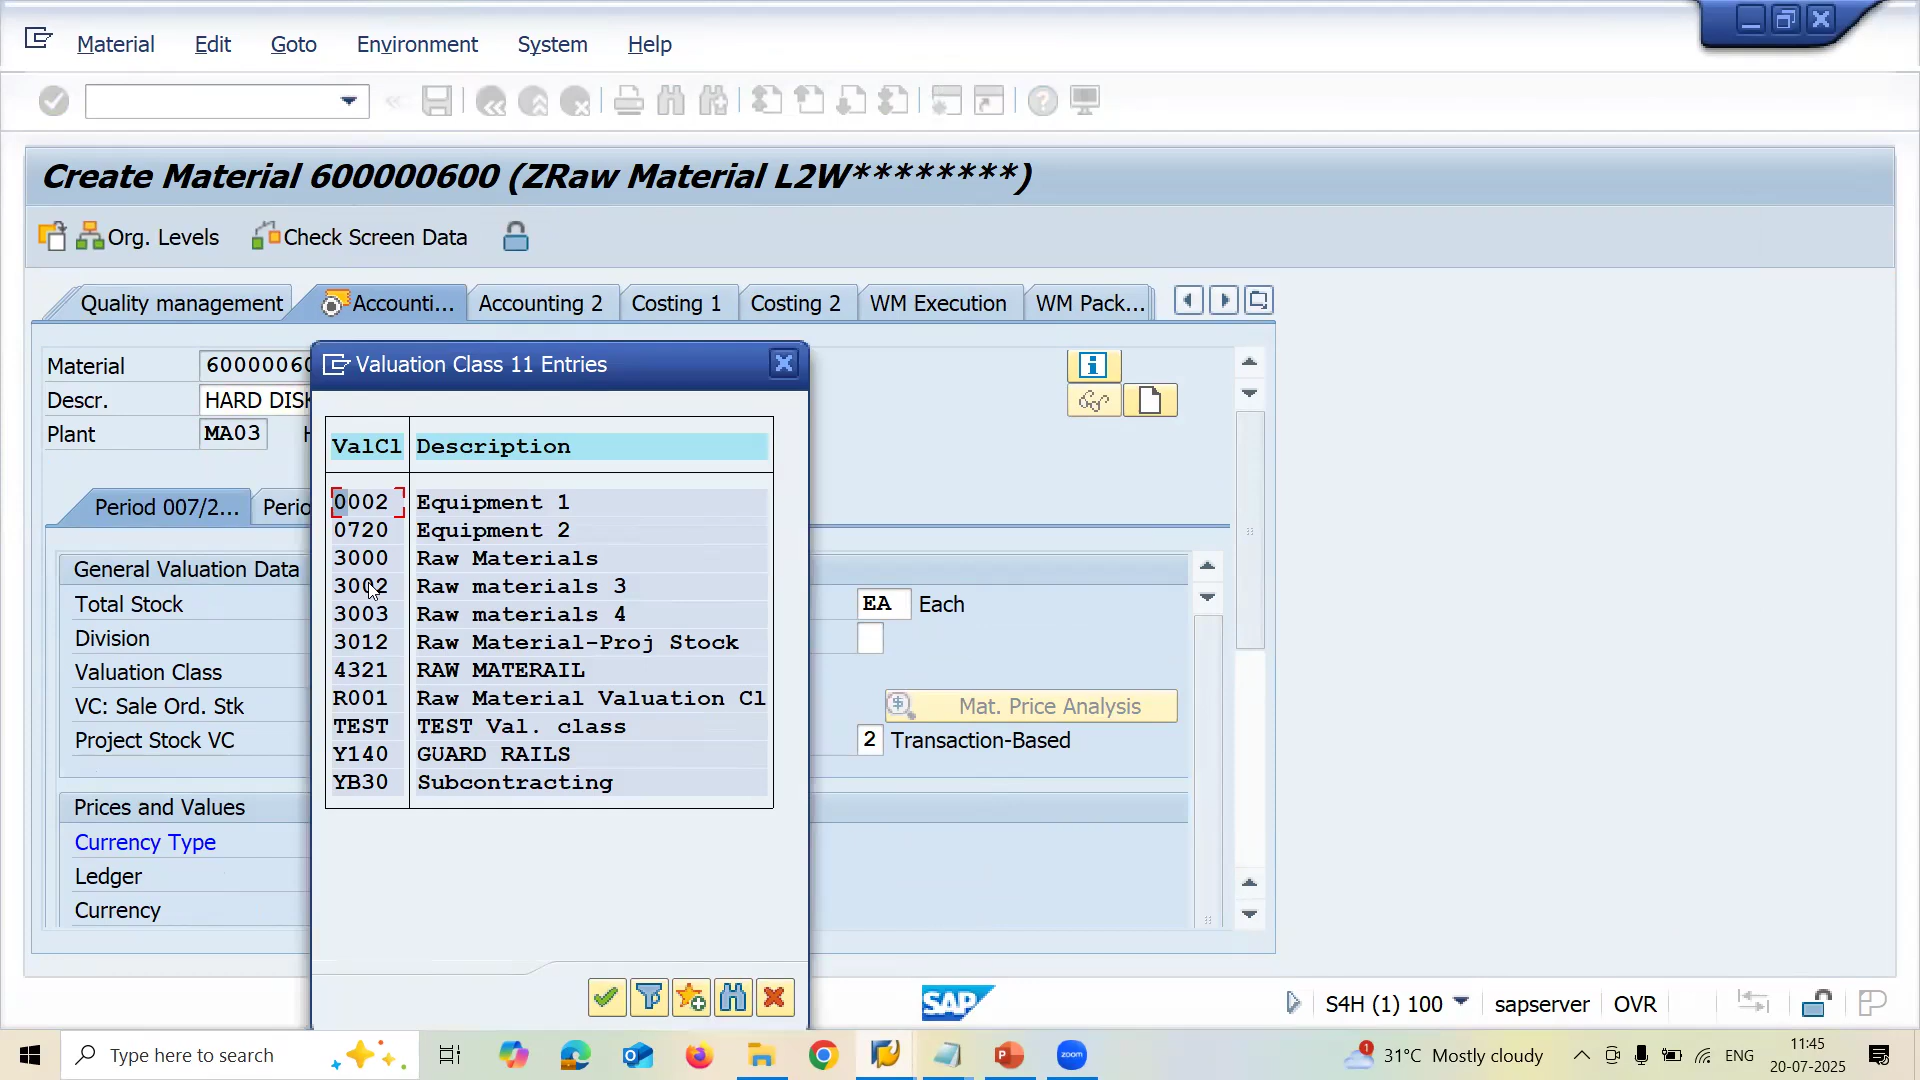 Material Edit Goto Environment System Help
Create Material 600000600 (ZRaw Material L2W********)
Org. Levels Check Screen Data
Quality management Accounti... Accounting 2 Costing 1 Costing 2 WM Execution WM Pack...
Material
Descr. HARD DISK
Plant MA03
Period 007/2... Perio
General Valuation Data
Total Stock EA Each
Division
Valuation Class
VC: Sale Ord. Stk Mat. Price Analysis
Project Stock VC 2 Transaction-Based
Prices and Values
Currency Type
Ledger
Currency
Valuation Class 11 Entries
ValCl Description
0002 Equipment 1
0720 Equipment 2
3000 Raw Materials
3002 Raw materials 3
3003 Raw materials 4
3012 Raw Material-Proj Stock
4321 RAW MATERAIL
R001 Raw Material Valuation Cl
TEST TEST Val. class
Y140 GUARD RAILS
YB30 Subcontracting
SAP S4H (1) 100 sapserver OVR
Type here to search zoom 1 31°C Mostly cloudy ENG 11:45
20-07-2025